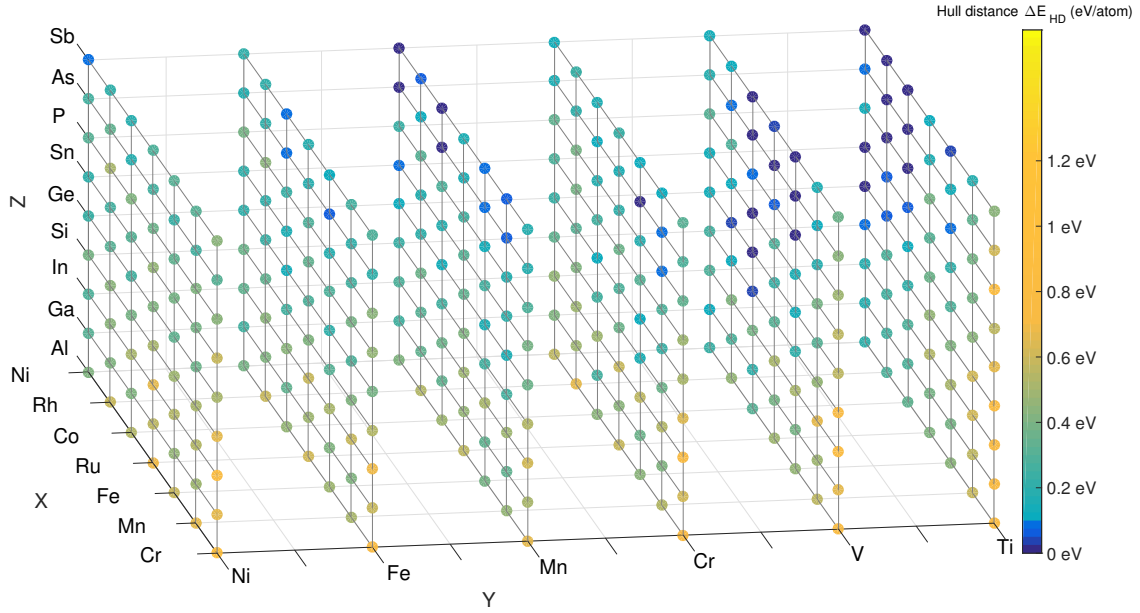 Hull distance ΔE_HD (eV/atom)
Sb
As
P
Sn
Ge
Si
In
Ga
Al
Z
Ni
Rh
Co
Ru
Fe
Mn
Cr
X
Ni
Fe
Mn
Cr
V
Ti
Y
1.2 eV
1 eV
0.8 eV
0.6 eV
0.4 eV
0.2 eV
0 eV